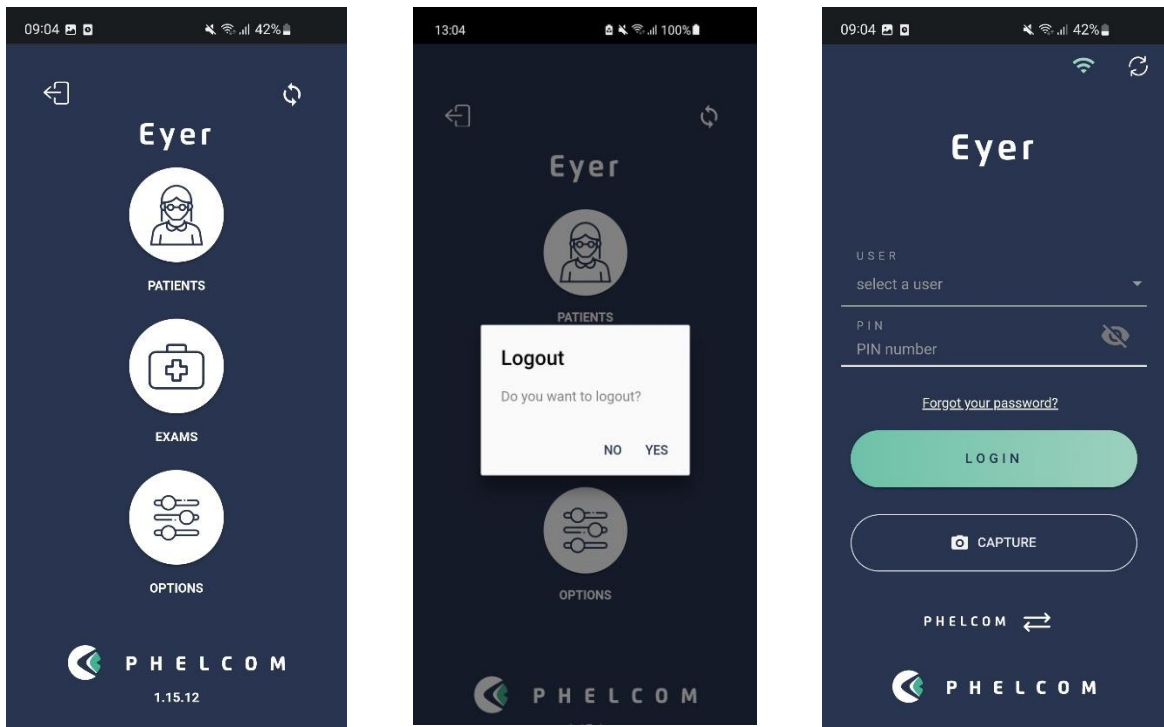 09:04 42%
Eyer
PATIENTS
EXAMS
OPTIONS
PHELCOM
1.15.12
13:04 100%
Eyer
PATIENTS
Logout
Do you want to logout?
NO YES
OPTIONS
PHELCOM
09:04 42%
Eyer
USER
select a user
PIN
PIN number
Forgot your password?
LOGIN
CAPTURE
PHELCOM
PHELCOM